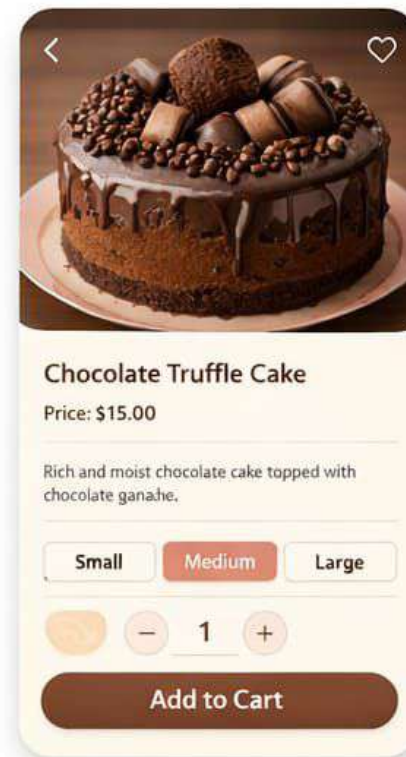 Chocolate Truffle Cake
Price: $15.00
Rich and moist chocolate cake topped with
chocolate ganahe.
Small Medium Large
− 1 +
Add to Cart